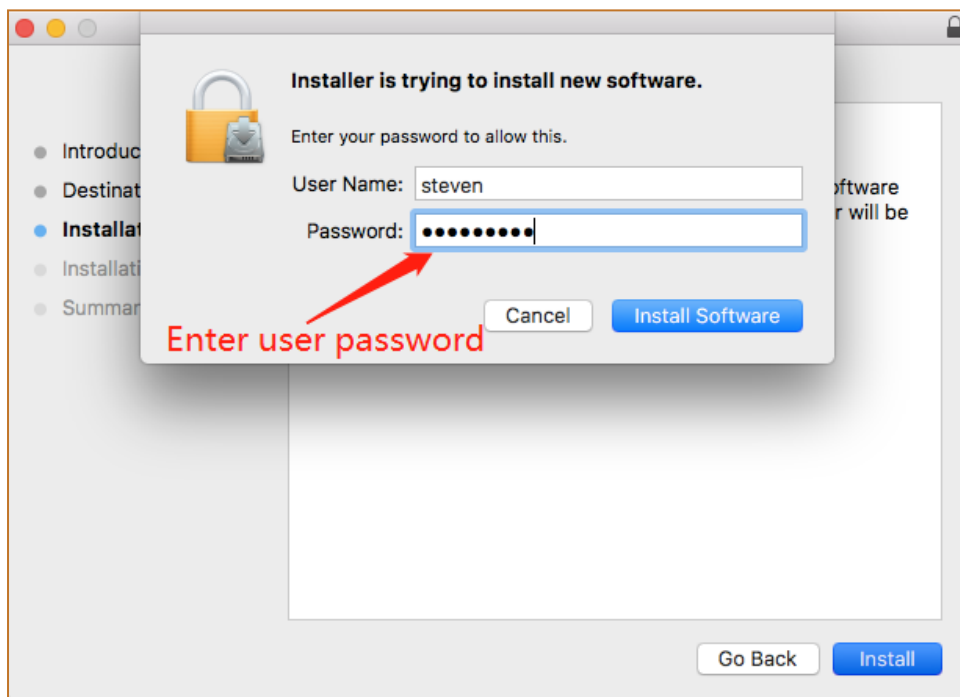 Installer is trying to install new software.
Enter your password to allow this.
User Name: steven
Password: •••••••••
Cancel
Install Software
Enter user password
Introduc
Destinat
Installat
Installati
Summar
oftware
r will be
Go Back
Install